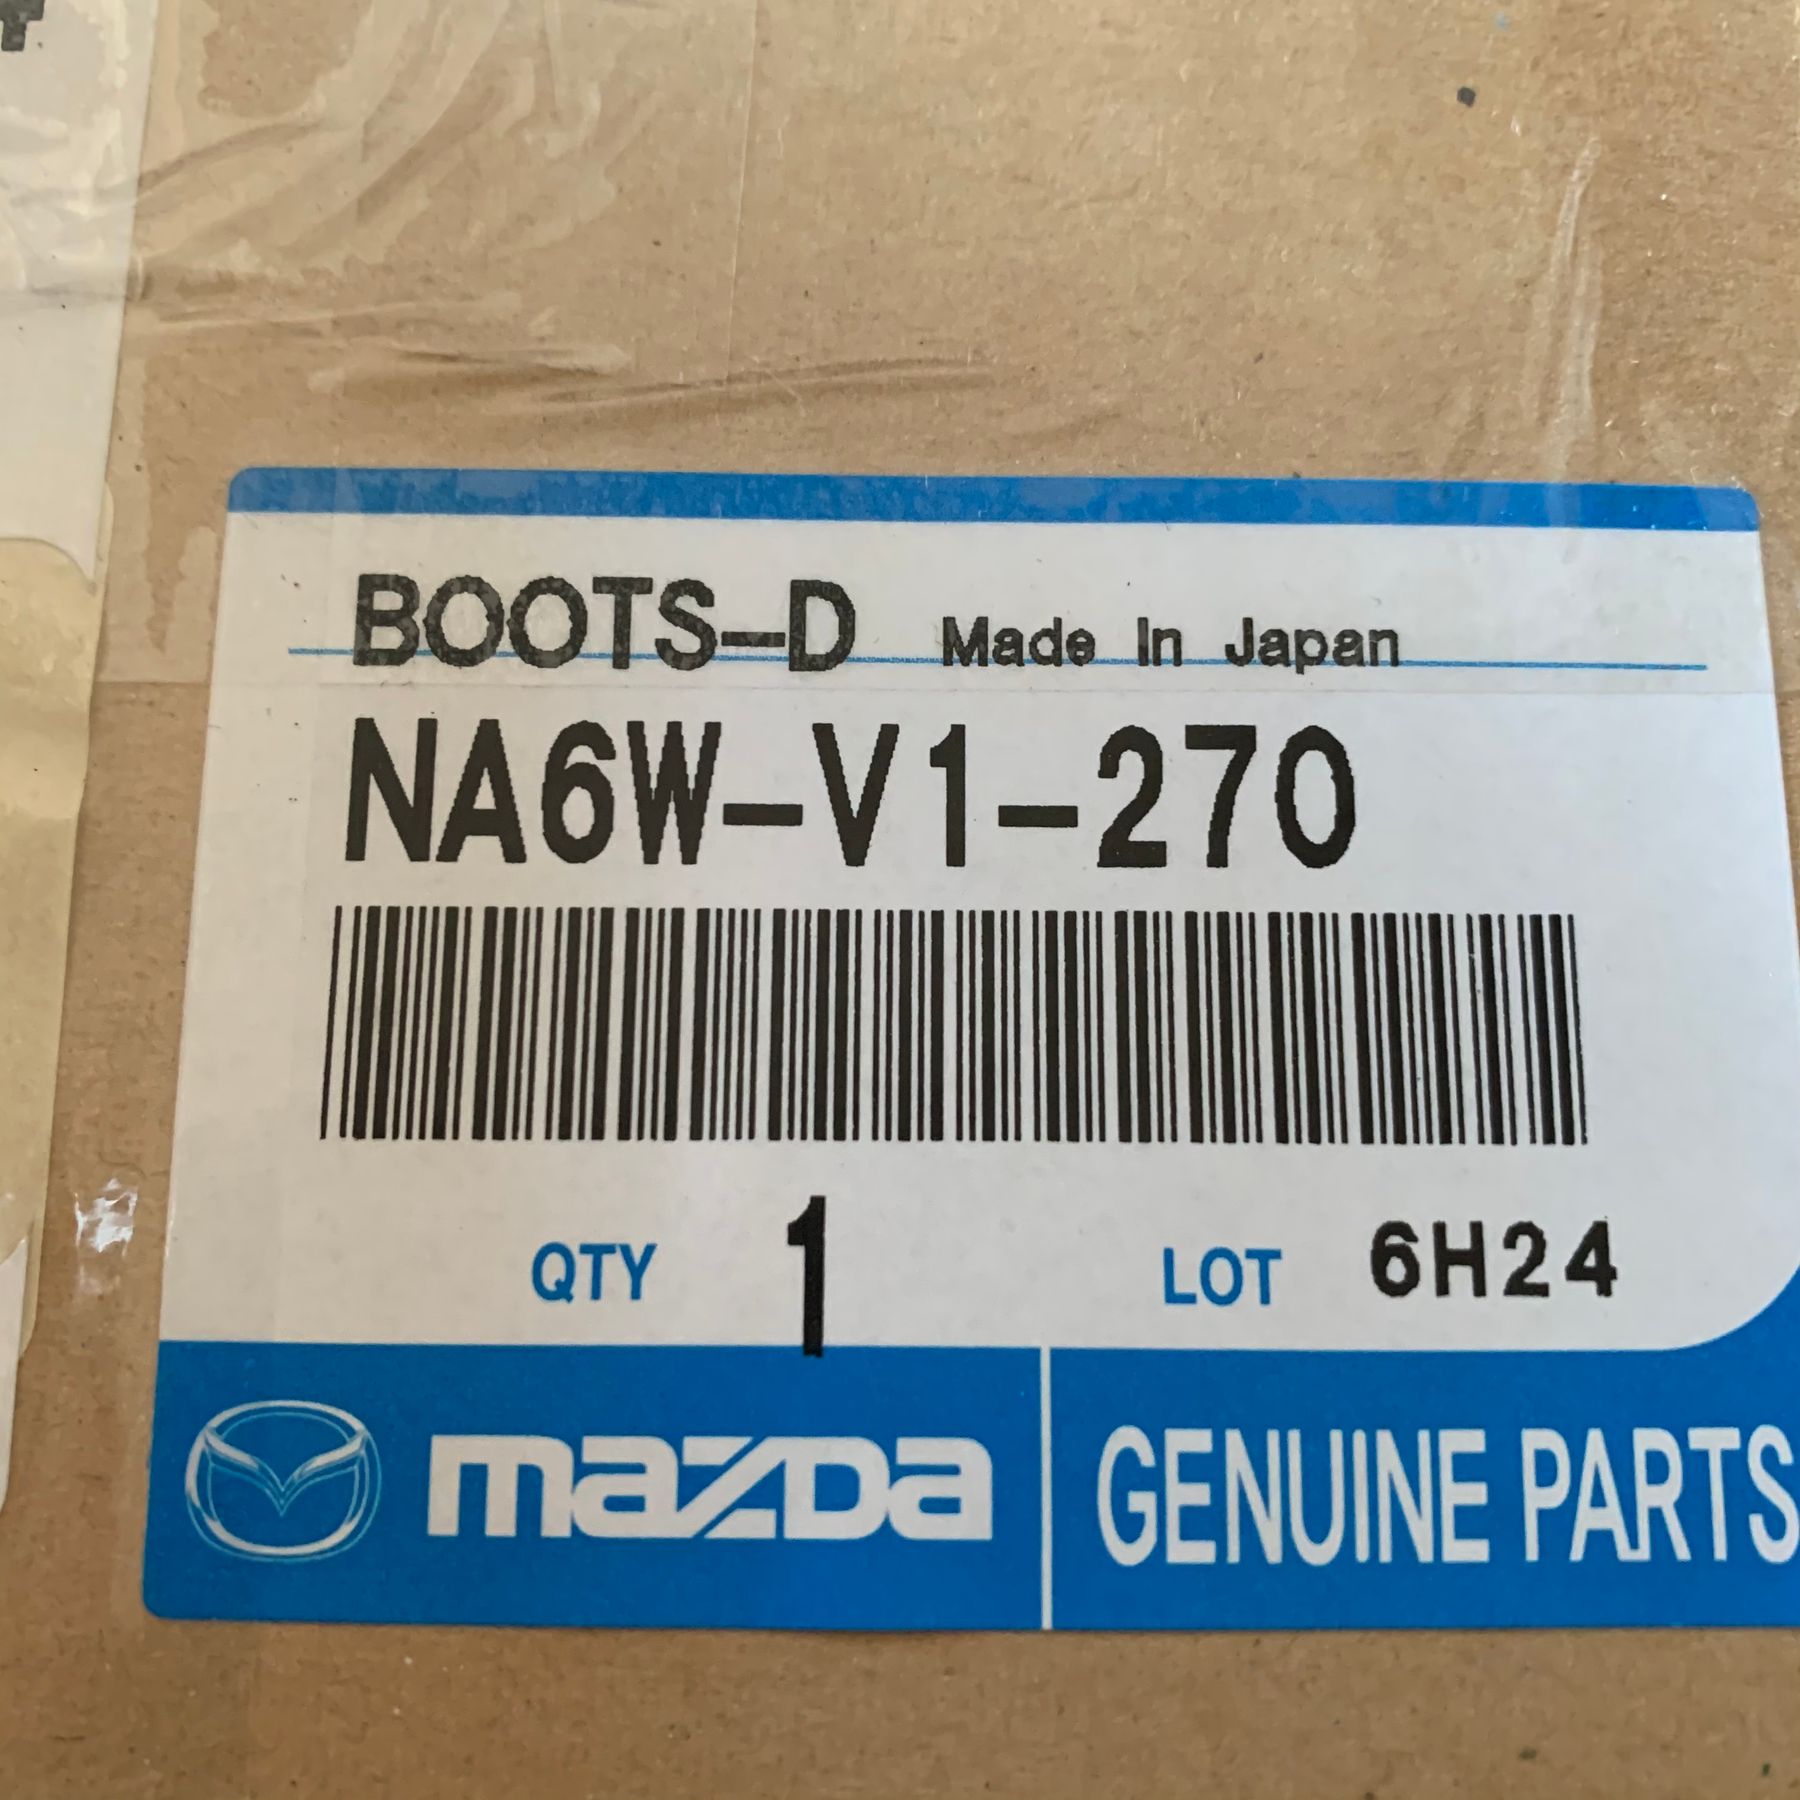 BOOTS-D Made In Japan
NA6W-V1-270
QTY 1 LOT 6H24
mazda GENUINE PARTS